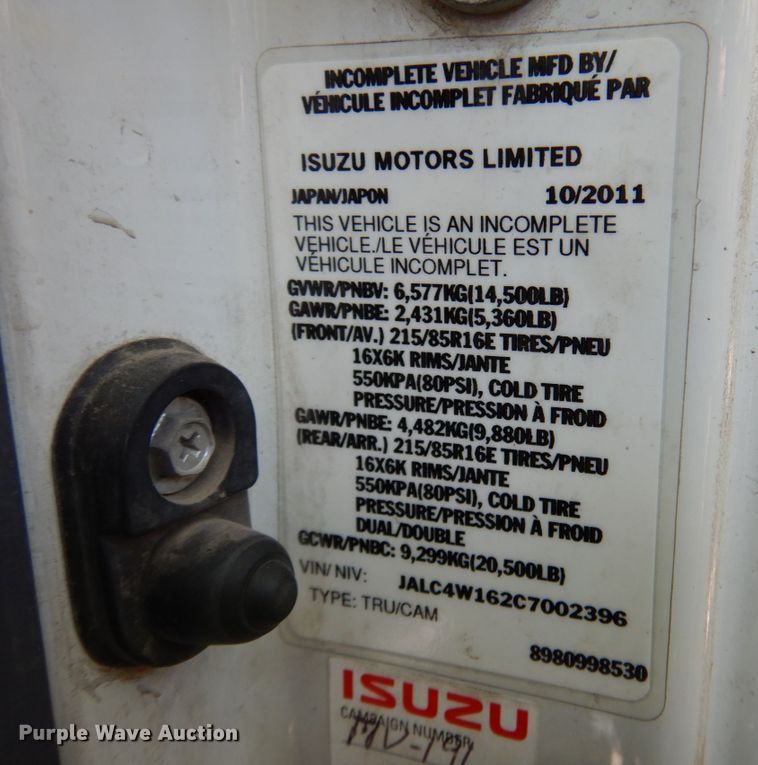 INCOMPLETE VEHICLE MFD BY/
VÉHICULE INCOMPLET FABRIQUÉ PAR
ISUZU MOTORS LIMITED
JAPAN/JAPON 10/2011
THIS VEHICLE IS AN INCOMPLETE
VEHICLE./LE VÉHICULE EST UN
VÉHICULE INCOMPLET.
GVWR/PNBV: 6,577KG(14,500LB)
GAWR/PNBE: 2,431KG(5,360LB)
(FRONT/AV.) 215/85R16E TIRES/PNEU
16X6K RIMS/JANTE
550KPA(80PSI), COLD TIRE
PRESSURE/PRESSION À FROID
GAWR/PNBE: 4,482KG(9,880LB)
(REAR/ARR.) 215/85R16E TIRES/PNEU
16X6K RIMS/JANTE
550KPA(80PSI), COLD TIRE
PRESSURE/PRESSION À FROID
DUAL/DOUBLE
GCWR/PNBC: 9,299KG(20,500LB)
VIN/NIV: JALC4W162C7002396
TYPE: TRU/CAM
8980998530
ISUZU
CAMPAIGN NUMBER
Purple Wave Auction